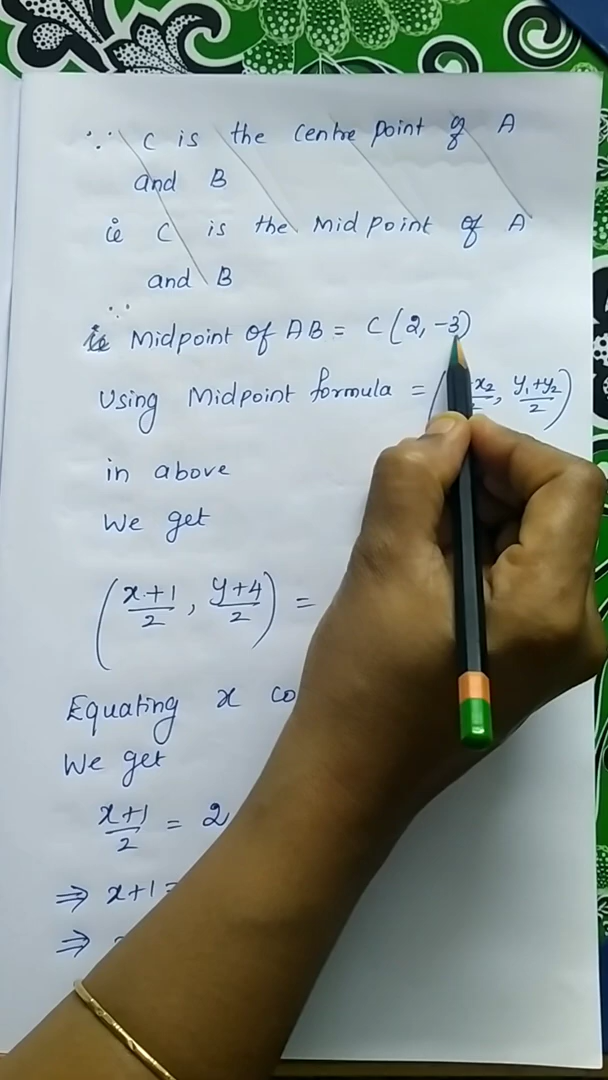 ∵ C is the Centre point of A
and B
ie C is the Midpoint of A
and B
∴ Midpoint of AB = C(2, -3)
Using Midpoint formula = ( x₂/2, y₁+y₂/2 )
in above
We get
( x+1/2 , y+4/2 ) =
Equating x co
We get
x+1/2 = 2
⇒ x+1 =
⇒